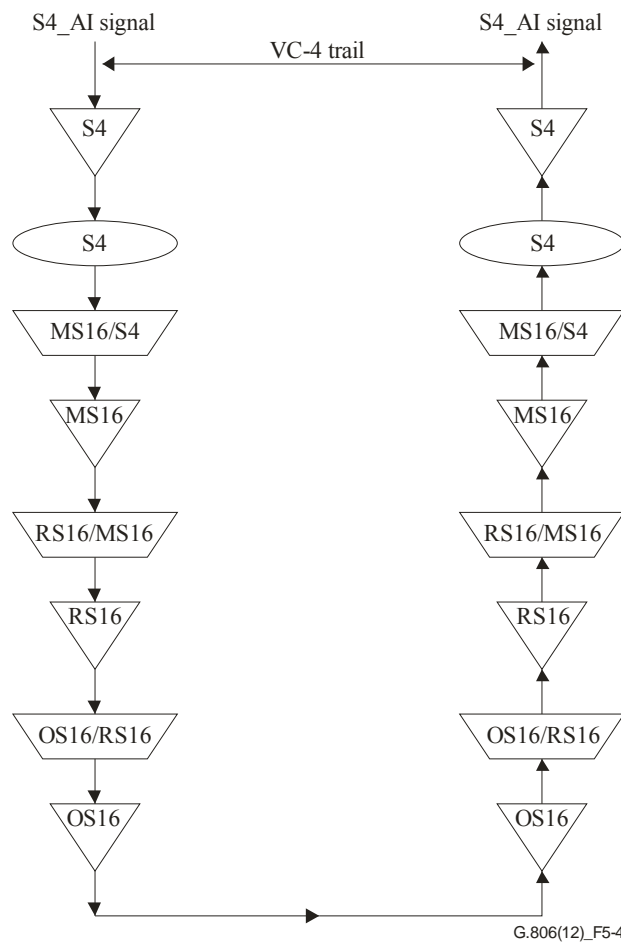 S4_AI signal S4_AI signal
VC-4 trail
S4 S4
S4 S4
MS16/S4 MS16/S4
MS16 MS16
RS16/MS16 RS16/MS16
RS16 RS16
OS16/RS16 OS16/RS16
OS16 OS16
G.806(12)_F5-4